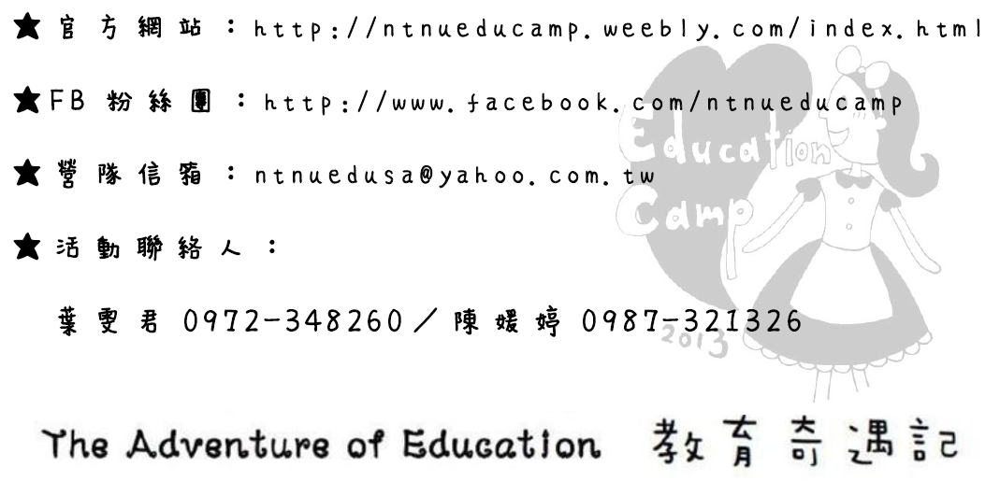 ★官方網站：http://ntnueducamp.weebly.com/index.html
★FB粉絲團：http://www.facebook.com/ntnueducamp
Education
★營隊信箱：ntnuedusa@yahoo.com.tw
Camp
★活動聯絡人：
葉雯君 0972-348260／陳媛婷 0987-321326
2013
The Adventure of Education 教育奇遇記